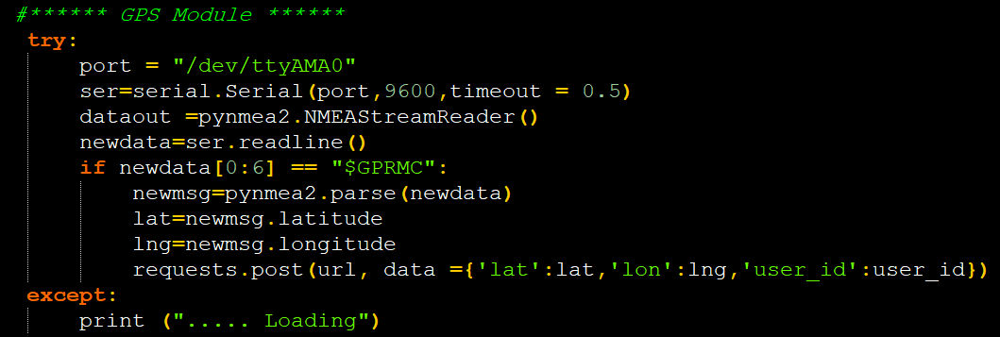 #****** GPS Module ******
try:
    port = "/dev/ttyAMA0"
    ser=serial.Serial(port,9600,timeout = 0.5)
    dataout =pynmea2.NMEAStreamReader()
    newdata=ser.readline()
    if newdata[0:6] == "$GPRMC":
        newmsg=pynmea2.parse(newdata)
        lat=newmsg.latitude
        lng=newmsg.longitude
        requests.post(url, data ={'lat':lat,'lon':lng,'user_id':user_id})
except:
    print ("..... Loading")